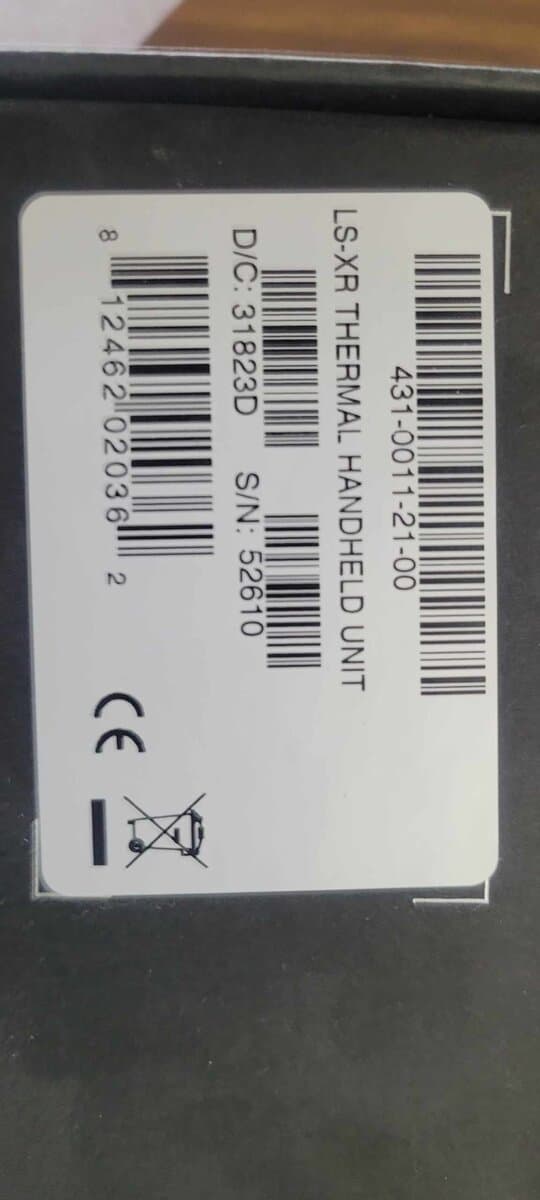 431-0011-21-00
LS-XR THERMAL HANDHELD UNIT
D/C: 31823D S/N: 52610
8 12462 02036 2
CE